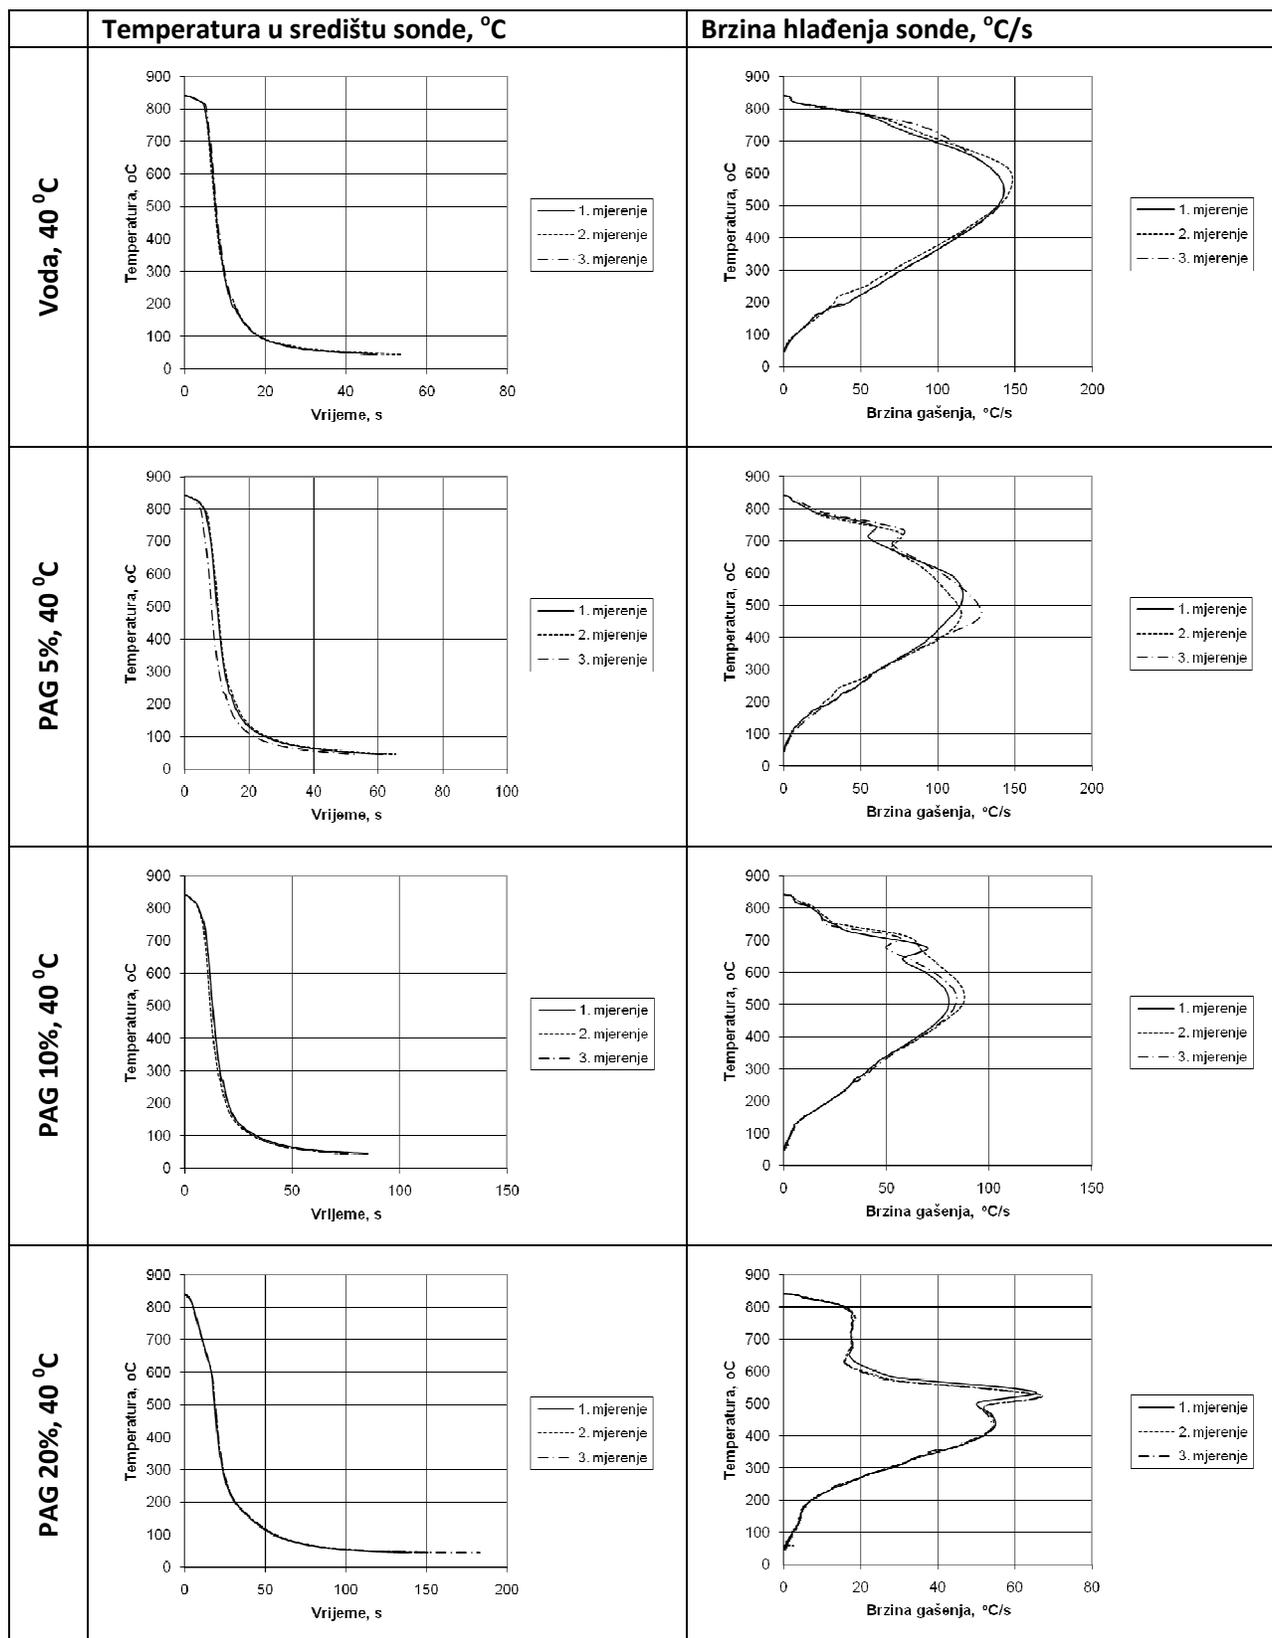 Temperatura u središtu sonde, °C
Brzina hlađenja sonde, °C/s
Voda, 40 ⁰C
900
800
700
600
500
400
300
200
100
0
0 20 40 60 80
Temperatura, oC
Vrijeme, s
1. mjerenje
2. mjerenje
3. mjerenje
900
800
700
600
500
400
300
200
100
0
0 50 100 150 200
Temperatura, oC
Brzina gašenja, °C/s
1. mjerenje
2. mjerenje
3. mjerenje
PAG 5%, 40 ⁰C
900
800
700
600
500
400
300
200
100
0
0 20 40 60 80 100
Temperatura, oC
Vrijeme, s
1. mjerenje
2. mjerenje
3. mjerenje
900
800
700
600
500
400
300
200
100
0
0 50 100 150 200
Temperatura, oC
Brzina gašenja, °C/s
1. mjerenje
2. mjerenje
3. mjerenje
PAG 10%, 40 ⁰C
900
800
700
600
500
400
300
200
100
0
0 50 100 150
Temperatura, oC
Vrijeme, s
1. mjerenje
2. mjerenje
3. mjerenje
900
800
700
600
500
400
300
200
100
0
0 50 100 150
Temperatura, oC
Brzina gašenja, °C/s
1. mjerenje
2. mjerenje
3. mjerenje
PAG 20%, 40 ⁰C
900
800
700
600
500
400
300
200
100
0
0 50 100 150 200
Temperatura, oC
Vrijeme, s
1. mjerenje
2. mjerenje
3. mjerenje
900
800
700
600
500
400
300
200
100
0
0 20 40 60 80
Temperatura, oC
Brzina gašenja, °C/s
1. mjerenje
2. mjerenje
3. mjerenje